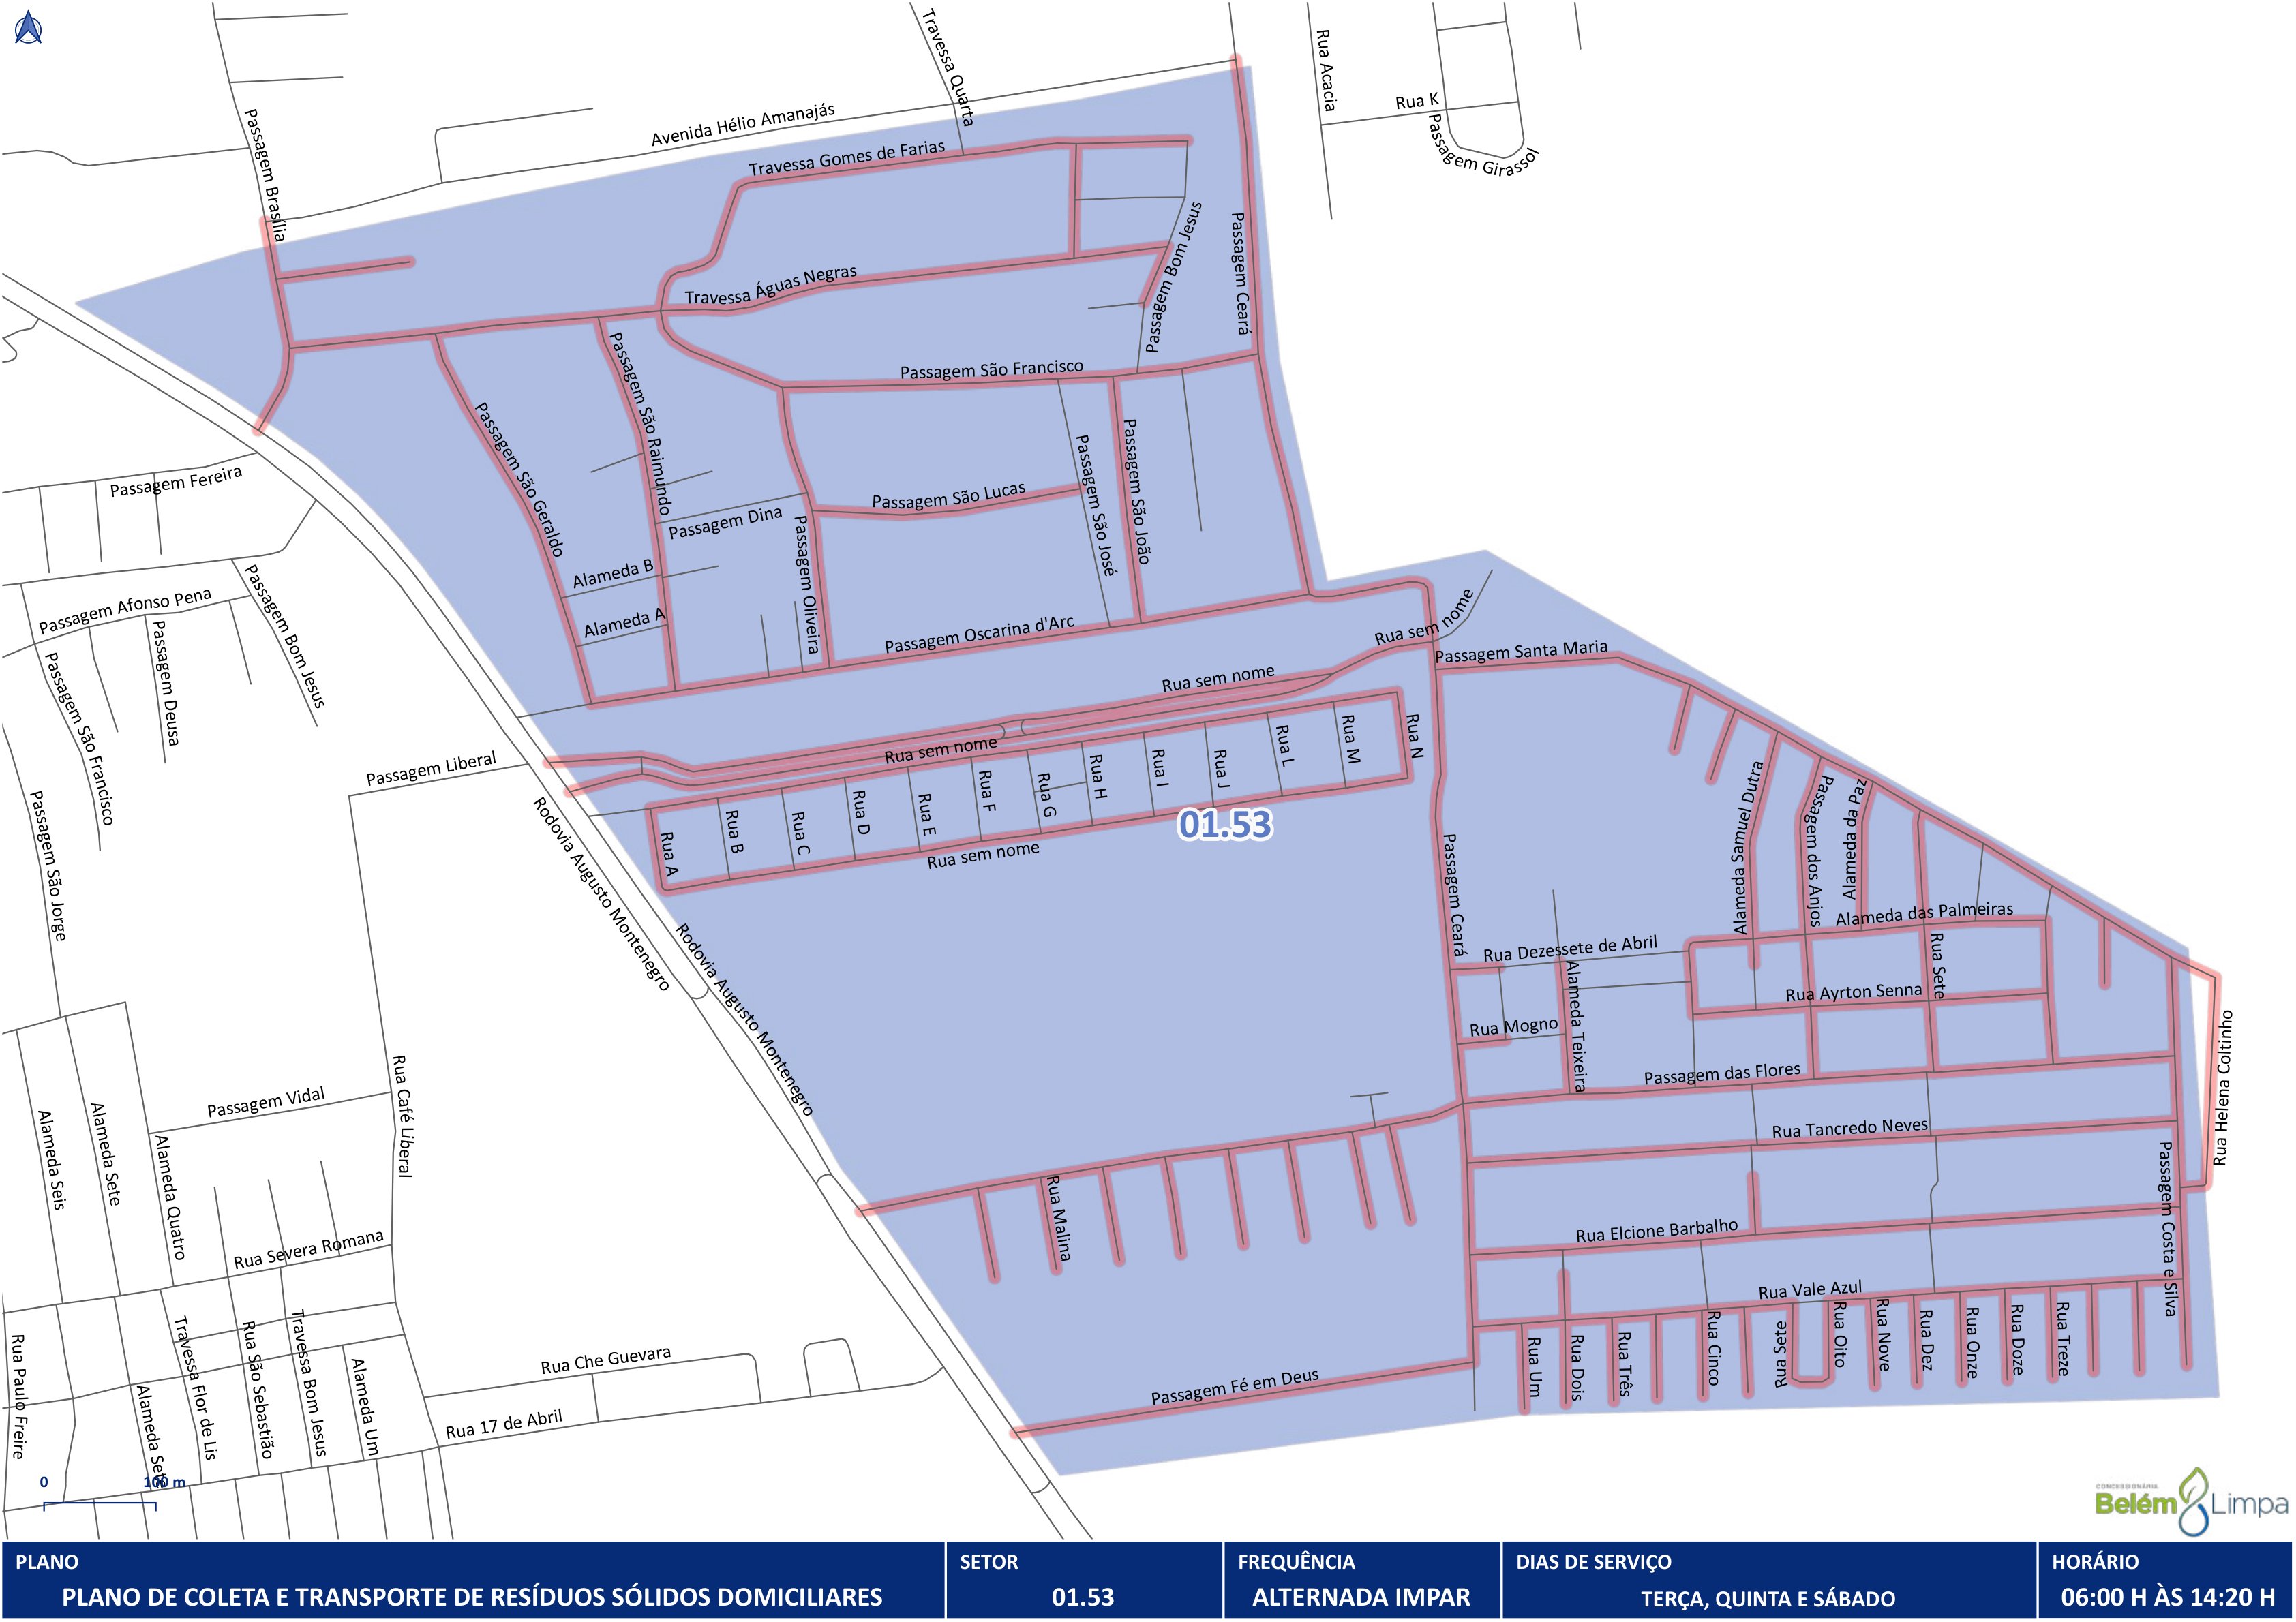 Travessa Quarta
Rua Acacia
Rua K
Passagem Girassol
Passagem Brasília
Avenida Hélio Amanajás
Travessa Gomes de Farias
Passagem Bom Jesus
Passagem Ceará
Travessa Águas Negras
Passagem São Francisco
Passagem São Raimundo
Passagem São Geraldo
Passagem São José
Passagem São João
Passagem Fereira
Passagem São Lucas
Passagem Dina
Passagem Oliveira
Alameda B
Alameda A
Passagem Afonso Pena
Passagem Bom Jesus
Passagem Deusa
Passagem São Francisco
Passagem São Jorge
Passagem Oscarina d'Arc
Rua sem nome
Passagem Santa Maria
Rua sem nome
Rua sem nome
Passagem Liberal
Rua N
Rua M
Rua L
Rua J
Rua I
Rua H
Rua G
Rua F
Rua E
Rua D
Rua C
Rua B
Rua A
Rua sem nome
01.53
Rodovia Augusto Montenegro
Rodovia Augusto Montenegro
Passagem Ceará
Alameda Samuel Dutra
Passagem dos Anjos
Alameda da Paz
Alameda das Palmeiras
Rua Dezessete de Abril
Alameda Teixeira
Rua Sete
Rua Ayrton Senna
Rua Mogno
Passagem das Flores
Rua Helena Coltinho
Rua Tancredo Neves
Passagem Costa e Silva
Rua Elcione Barbalho
Rua Vale Azul
Rua Um
Rua Dois
Rua Três
Rua Cinco
Rua Sete
Rua Oito
Rua Nove
Rua Dez
Rua Onze
Rua Doze
Rua Treze
Rua Malina
Passagem Fé em Deus
Rua Café Liberal
Passagem Vidal
Alameda Seis
Alameda Sete
Alameda Quatro
Rua Severa Romana
Rua Paulo Freire
Travessa Flor de Lis
Rua São Sebastião
Travessa Bom Jesus
Alameda Um
Alameda Sete
Rua Che Guevara
Rua 17 de Abril
0 100 m
CONCESSIONÁRIA
Belém Limpa
PLANO
PLANO DE COLETA E TRANSPORTE DE RESÍDUOS SÓLIDOS DOMICILIARES
SETOR
01.53
FREQUÊNCIA
ALTERNADA IMPAR
DIAS DE SERVIÇO
TERÇA, QUINTA E SÁBADO
HORÁRIO
06:00 H ÀS 14:20 H